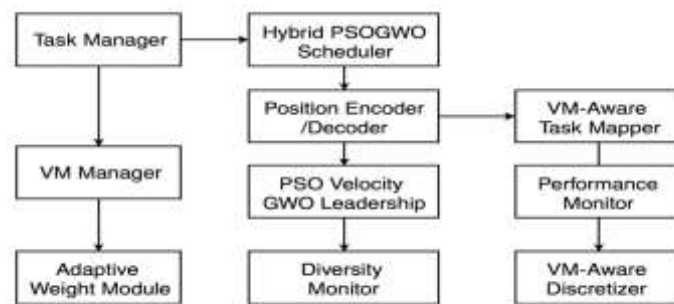 Task Manager
Hybrid PSOGWO
Scheduler
Position Encoder
/Decoder
VM-Aware
Task Mapper
VM Manager
PSO Velocity
GWO Leadership
Performance
Monitor
Adaptive
Weight Module
Diversity
Monitor
VM-Aware
Discretizer